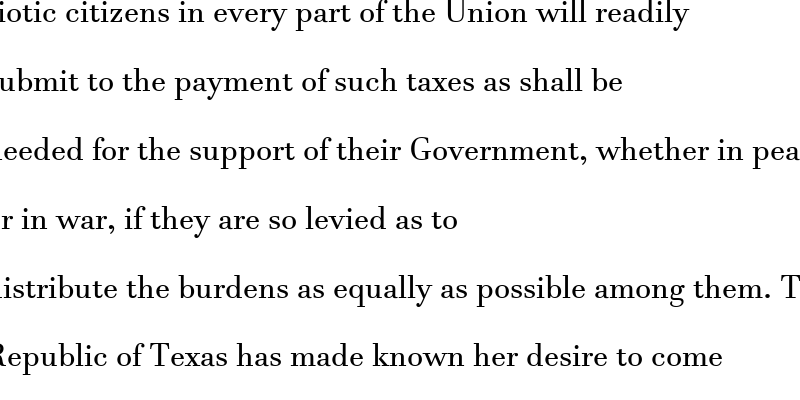 iotic citizens in every part of the Union will readily
ubmit to the payment of such taxes as shall be
eeded for the support of their Government, whether in pea
r in war, if they are so levied as to
istribute the burdens as equally as possible among them. T
Republic of Texas has made known her desire to come